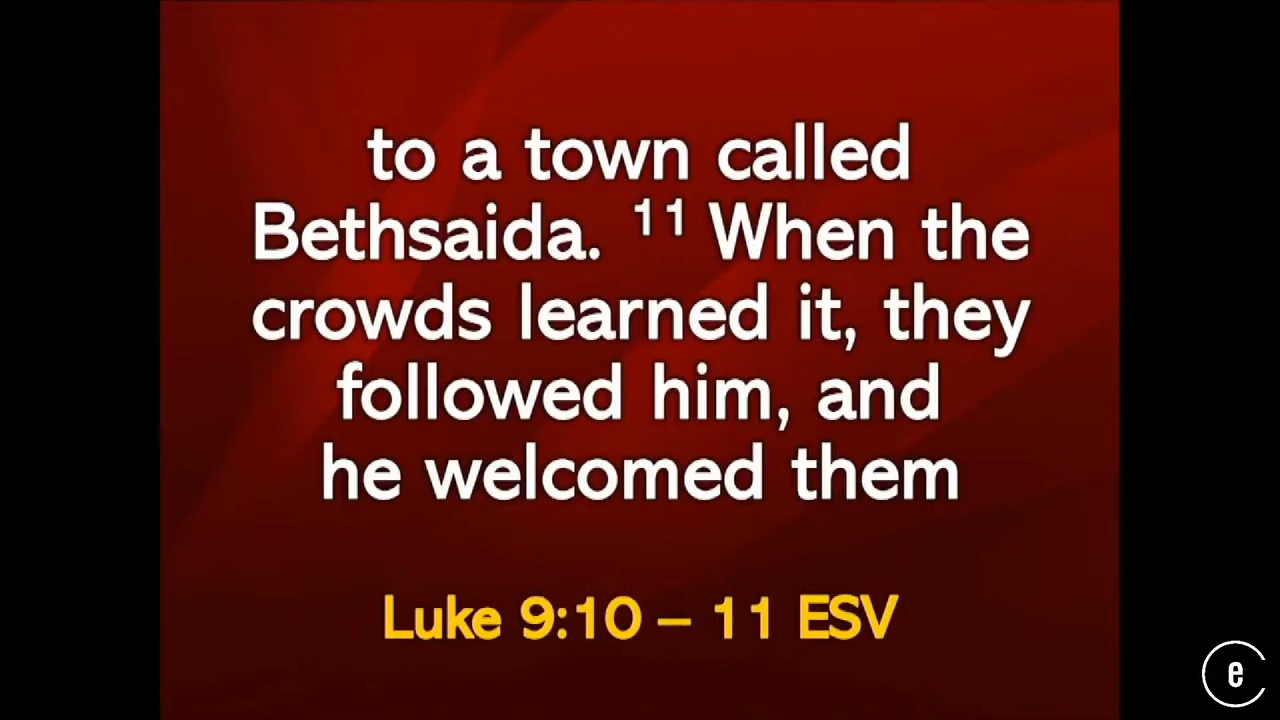 to a town called
Bethsaida. ¹¹ When the
crowds learned it, they
followed him, and
he welcomed them
Luke 9:10 – 11 ESV
e